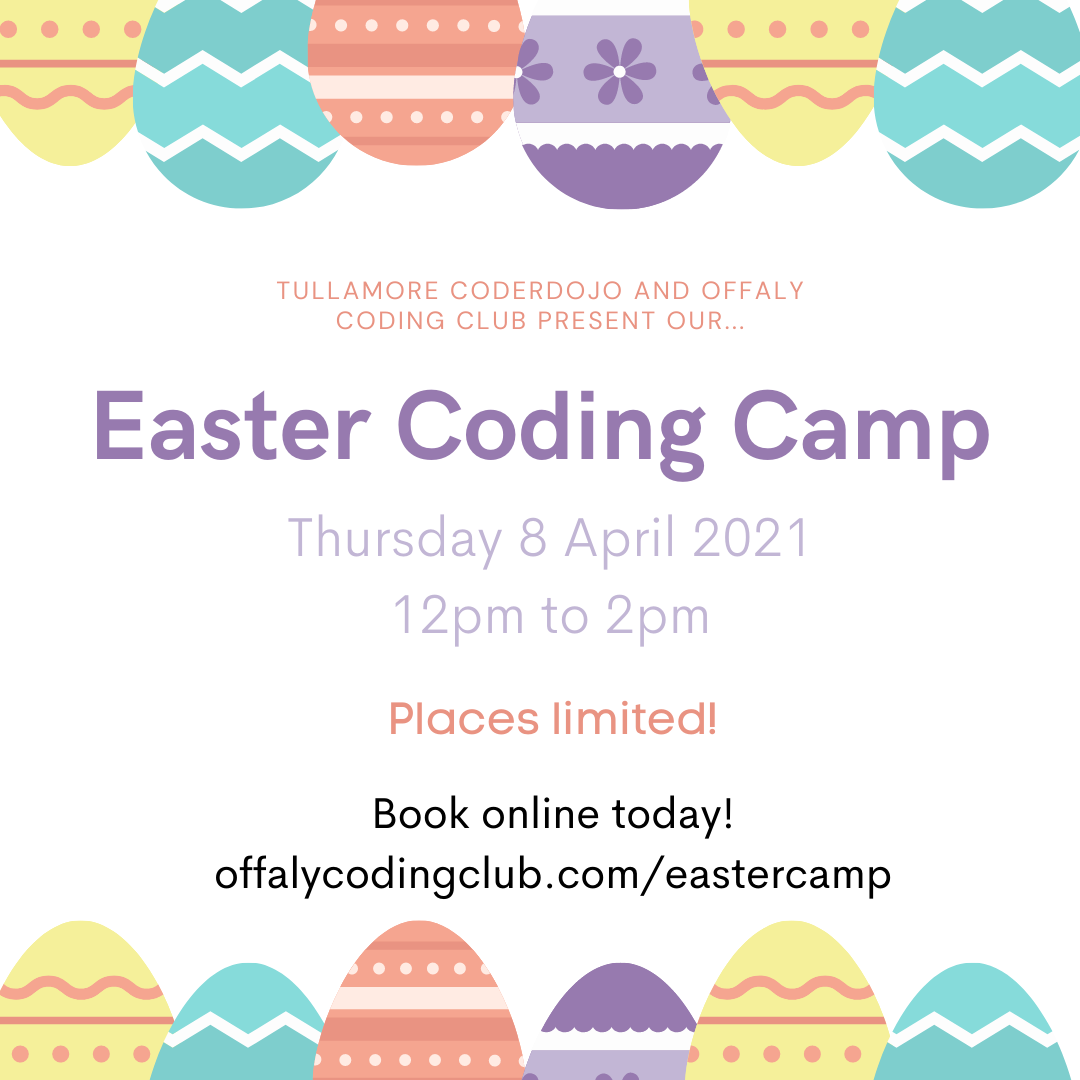 TULLAMORE CODERDOJO AND OFFALY
CODING CLUB PRESENT OUR...
Easter Coding Camp
Thursday 8 April 2021
12pm to 2pm
Places limited!
Book online today!
offalycodingclub.com/eastercamp